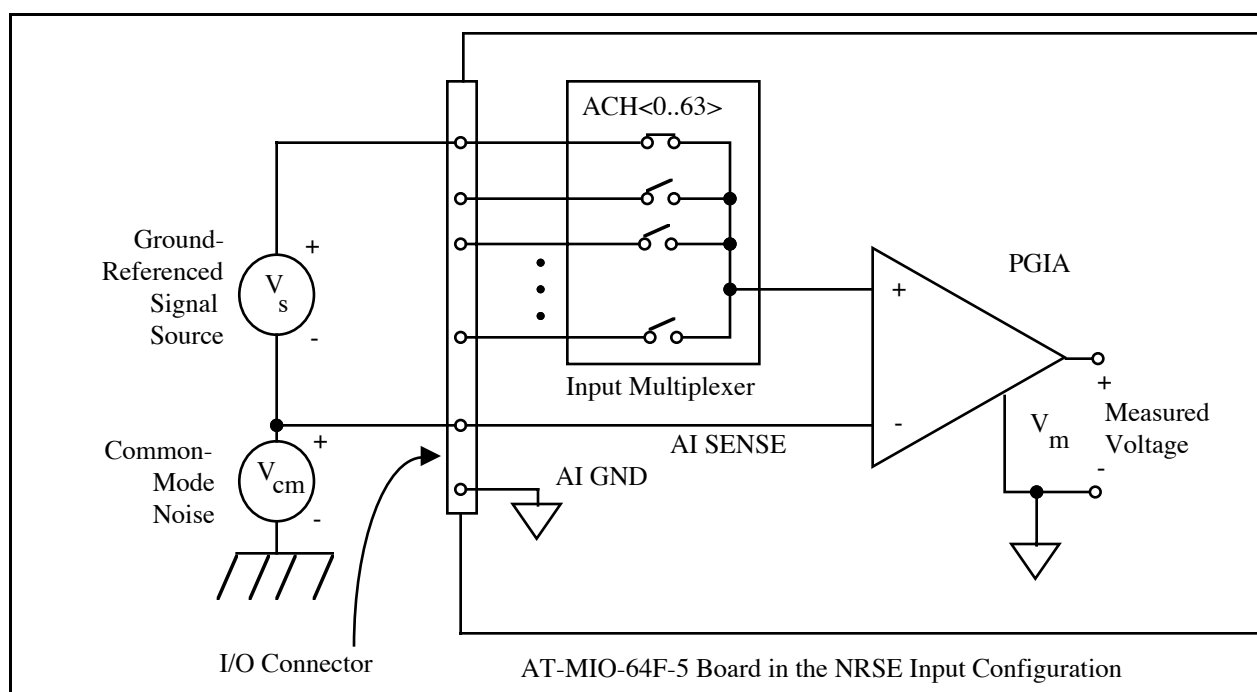 ACH<0..63>
Ground-
Referenced
Signal
Source
+
V
s
-
+
PGIA
-
+
Measured
Voltage
V
m
-
Input Multiplexer
AI SENSE
Common-
Mode
Noise
+
V
cm
-
AI GND
I/O Connector
AT-MIO-64F-5 Board in the NRSE Input Configuration